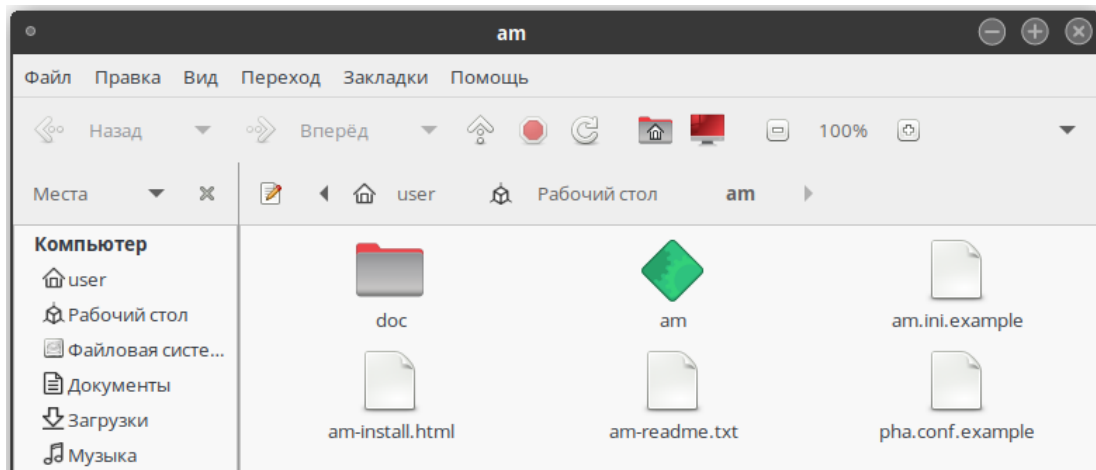 am
Файл Правка Вид Переход Закладки Помощь
Назад Вперёд 100%
Места user Рабочий стол am
Компьютер
user
Рабочий стол
Файловая систе...
Документы
Загрузки
Музыка
doc am am.ini.example
am-install.html am-readme.txt pha.conf.example